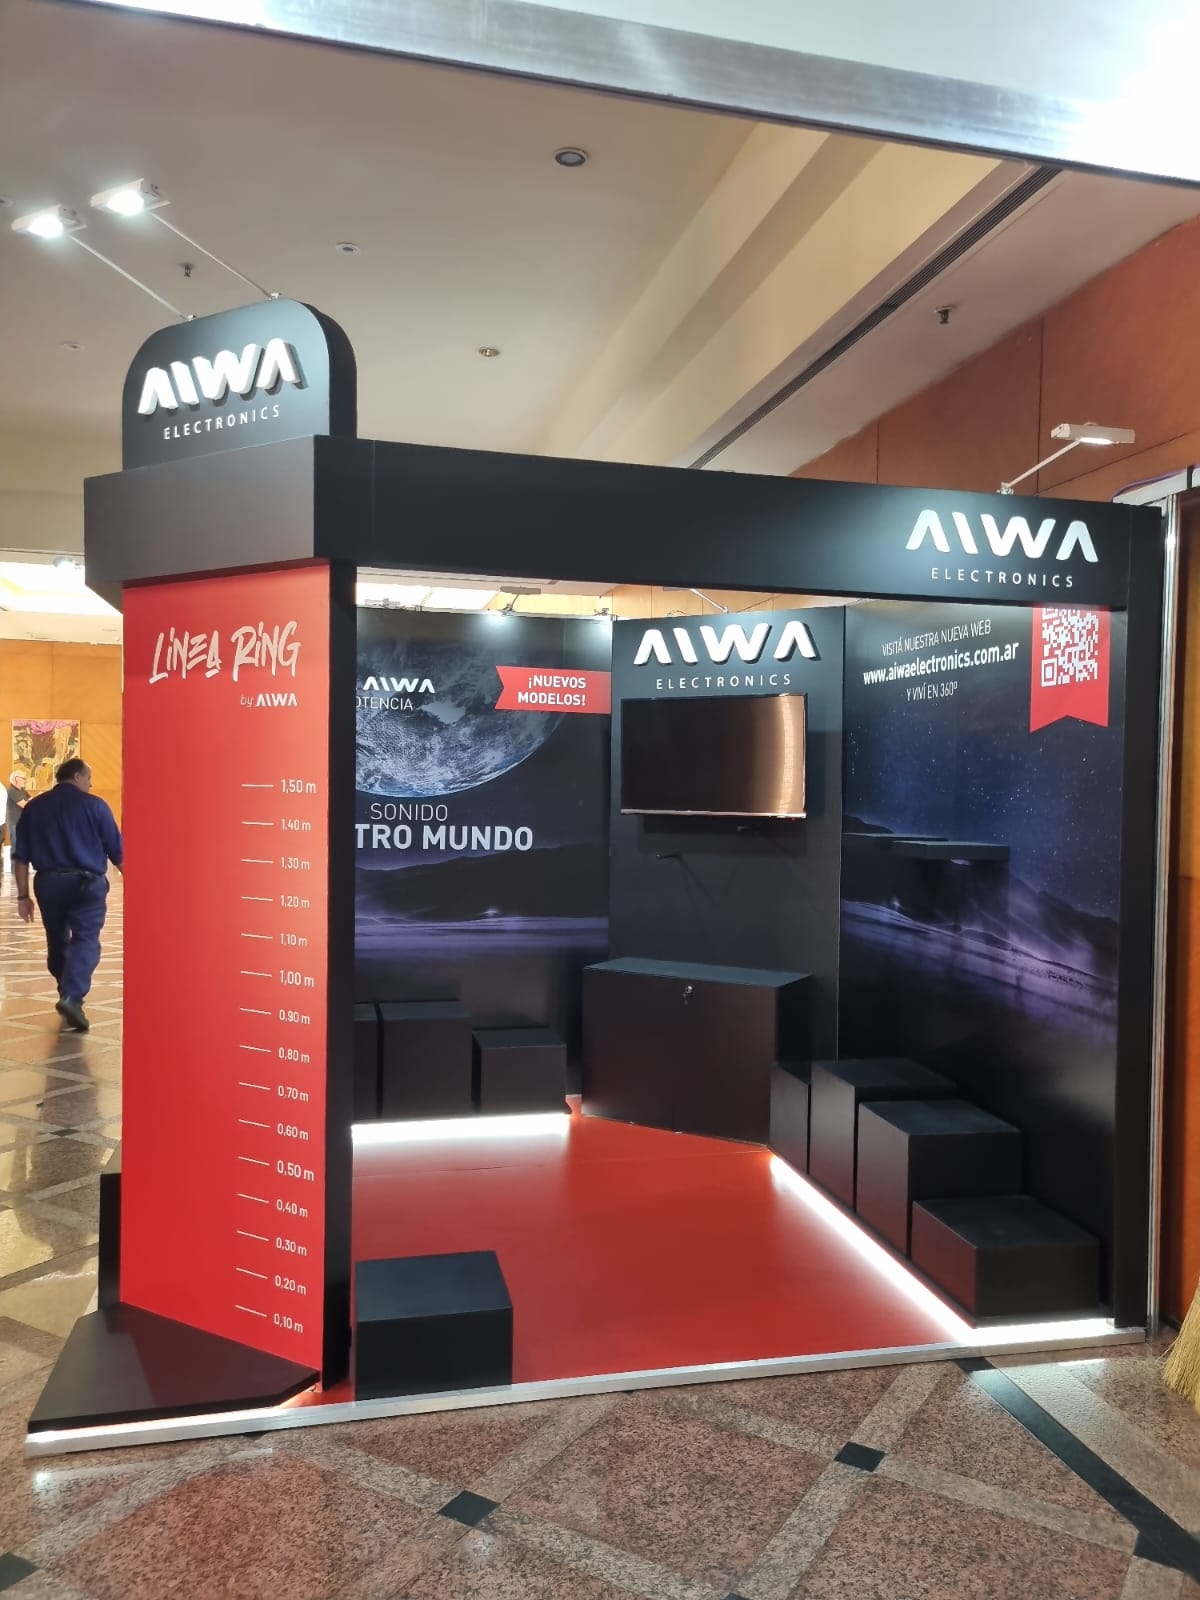 AIWA
ELECTRONICS
AIWA
ELECTRONICS
LíNEA RiNG
by AIWA
1,50 m
1,40 m
1,30 m
1,20 m
1,10 m
1,00 m
0,90 m
0,80 m
0,70 m
0,60 m
0,50 m
0,40 m
0,30 m
0,20 m
0,10 m
AIWA
OTENCIA
¡NUEVOS
MODELOS!
SONIDO
TRO MUNDO
AIWA
ELECTRONICS
VISITÁ NUESTRA NUEVA WEB
www.aiwaelectronics.com.ar
Y VIVÍ EN 360º